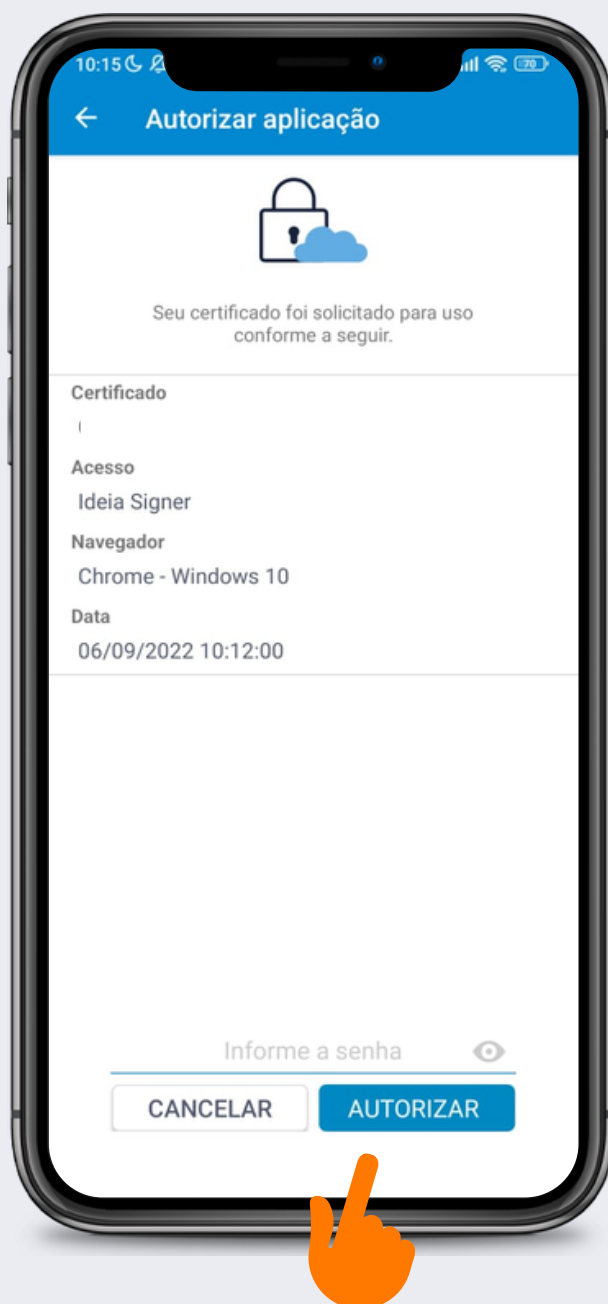 10:15
70
Autorizar aplicação
Seu certificado foi solicitado para uso
conforme a seguir.
Certificado
Acesso
Ideia Signer
Navegador
Chrome - Windows 10
Data
06/09/2022 10:12:00
Informe a senha
CANCELAR
AUTORIZAR